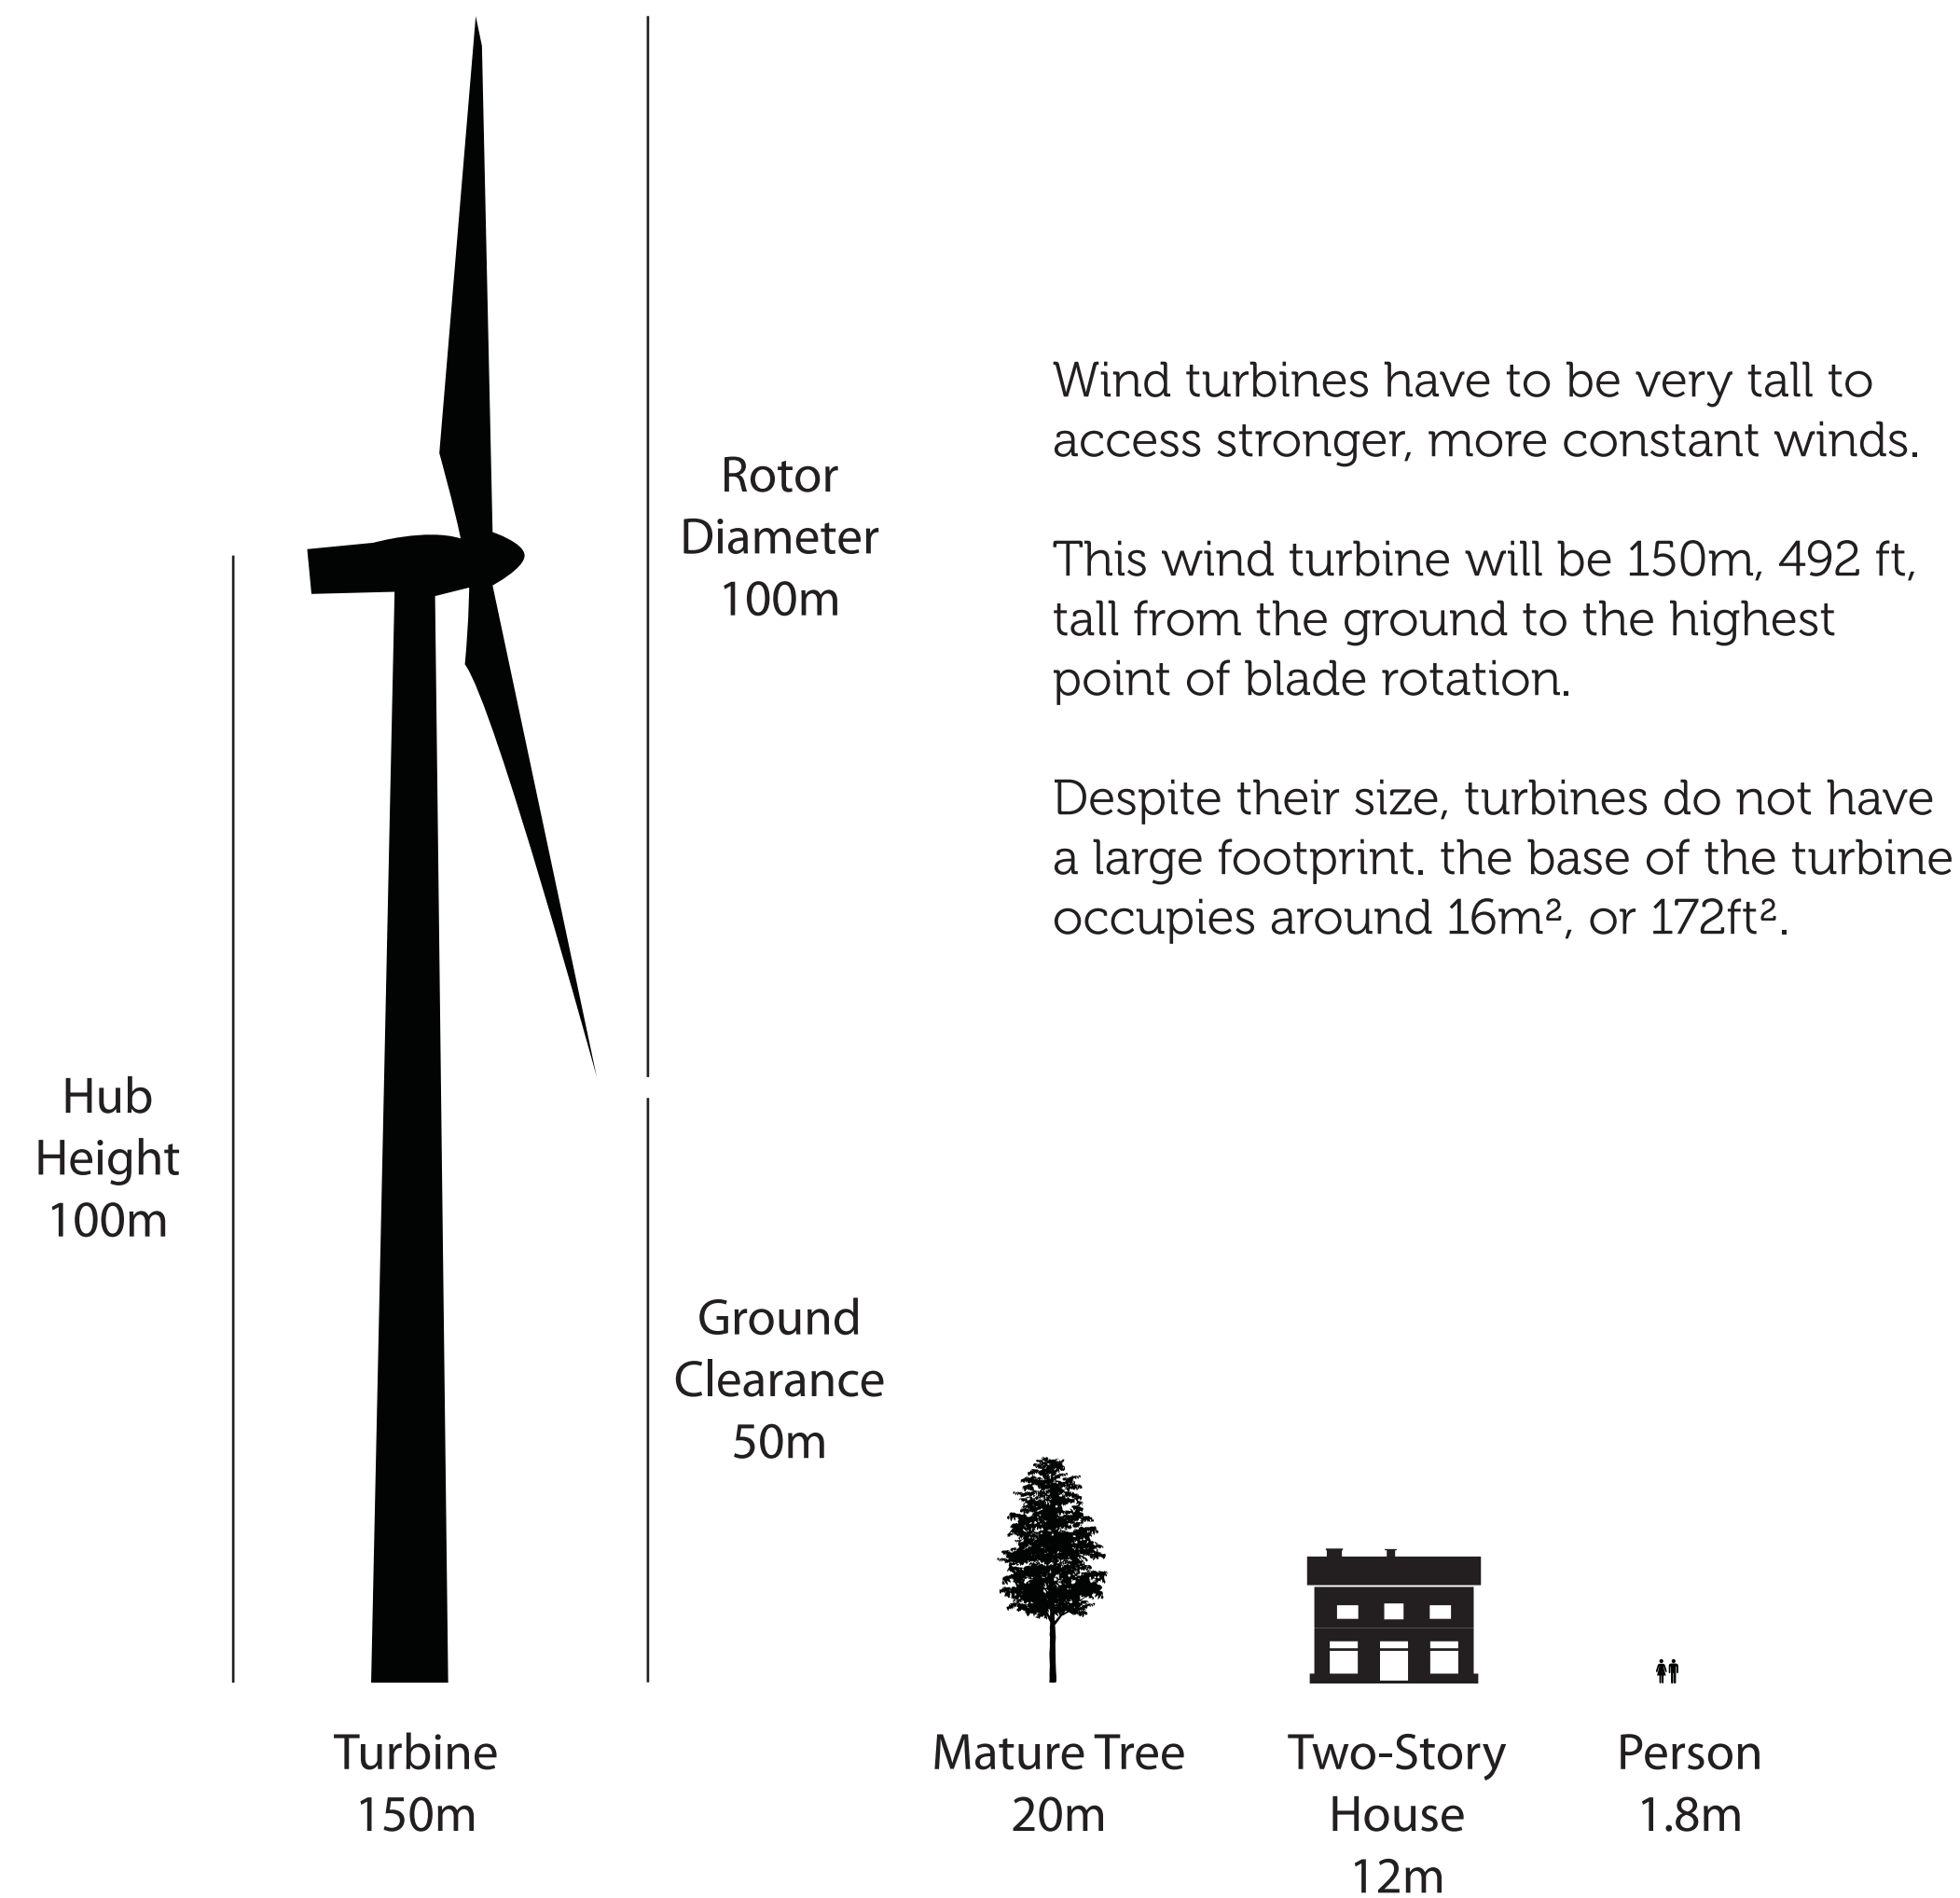 Wind turbines have to be very tall to
access stronger, more constant winds.
This wind turbine will be 150m, 492 ft,
tall from the ground to the highest
point of blade rotation.
Despite their size, turbines do not have
a large footprint. the base of the turbine
occupies around 16m², or 172ft².
Rotor
Diameter
100m
Hub
Height
100m
Ground
Clearance
50m
Turbine
150m
Mature Tree
20m
Two-Story
House
12m
Person
1.8m